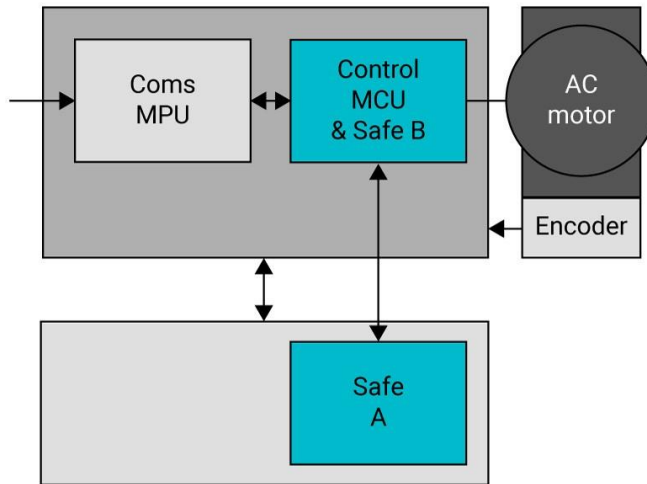 Coms
MPU
Control
MCU
& Safe B
AC
motor
Encoder
Safe
A